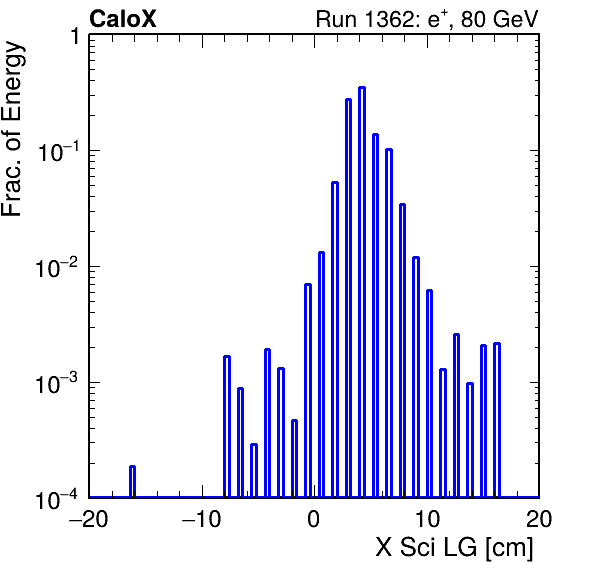 CaloX Run 1362: e⁺, 80 GeV
Frac. of Energy
1
10⁻¹
10⁻²
10⁻³
10⁻⁴
−20 −10 0 10 20
X Sci LG [cm]